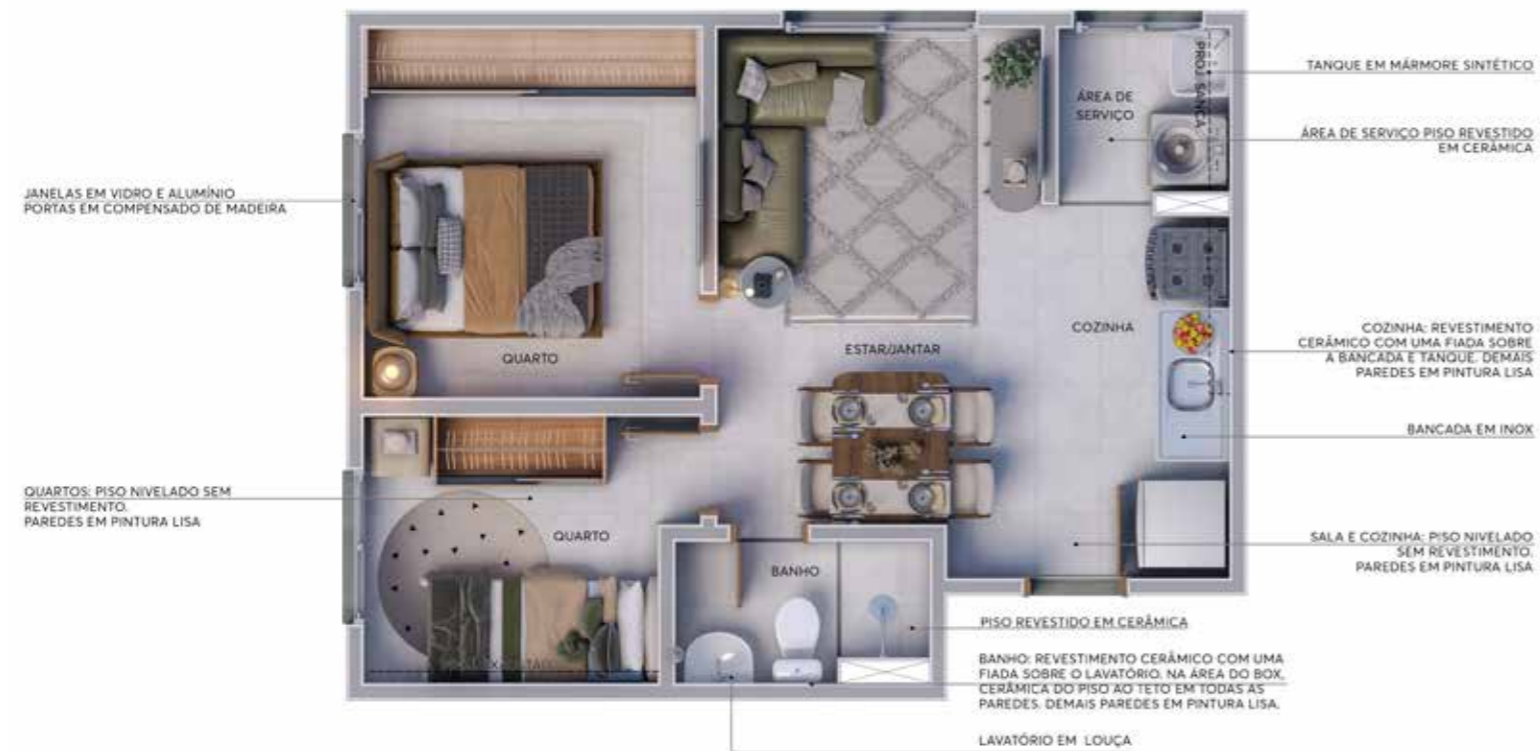 JANELAS EM VIDRO E ALUMÍNIO
PORTAS EM COMPENSADO DE MADEIRA
QUARTOS: PISO NIVELADO SEM
REVESTIMENTO.
PAREDES EM PINTURA LISA
QUARTO
QUARTO
ESTAR/JANTAR
BANHO
COZINHA
ÁREA DE
SERVIÇO
PROJ. SANCA
TANQUE EM MÁRMORE SINTÉTICO
ÁREA DE SERVIÇO PISO REVESTIDO
EM CERÂMICA
COZINHA: REVESTIMENTO
CERÂMICO COM UMA FIADA SOBRE
A BANCADA E TANQUE. DEMAIS
PAREDES EM PINTURA LISA
BANCADA EM INOX
SALA E COZINHA: PISO NIVELADO
SEM REVESTIMENTO.
PAREDES EM PINTURA LISA
PISO REVESTIDO EM CERÂMICA
BANHO: REVESTIMENTO CERÂMICO COM UMA
FIADA SOBRE O LAVATÓRIO. NA ÁREA DO BOX,
CERÂMICA DO PISO AO TETO EM TODAS AS
PAREDES. DEMAIS PAREDES EM PINTURA LISA.
LAVATÓRIO EM LOUÇA